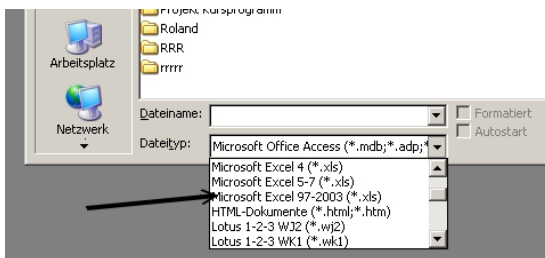 Projekt Kursprogramm
Roland
RRR
rrrrr
Arbeitsplatz
Netzwerk
Dateiname:
Formatiert
Autostart
Dateityp:
Microsoft Office Access (*.mdb;*.adp;*
Microsoft Excel 4 (*.xls)
Microsoft Excel 5-7 (*.xls)
Microsoft Excel 97-2003 (*.xls)
HTML-Dokumente (*.html;*.htm)
Lotus 1-2-3 WJ2 (*.wj2)
Lotus 1-2-3 WK1 (*.wk1)